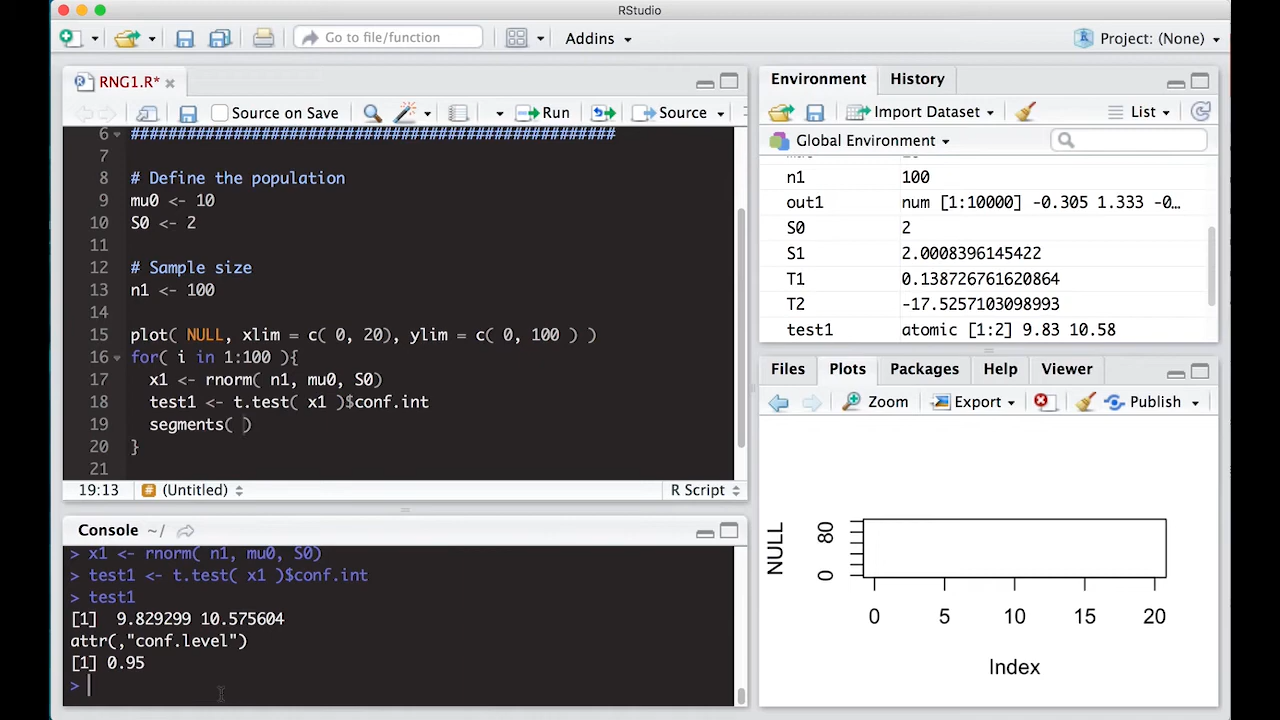 RStudio
Go to file/function
Addins
Project: (None)
RNG1.R*
Source on Save
Run
Source
6 ####################################################
7
8 # Define the population
9 mu0 <- 10
10 S0 <- 2
11
12 # Sample size
13 n1 <- 100
14
15 plot( NULL, xlim = c( 0, 20), ylim = c( 0, 100 ) )
16 for( i in 1:100 ){
17 x1 <- rnorm( n1, mu0, S0)
18 test1 <- t.test( x1 )$conf.int
19 segments( )
20 }
21
19:13 # (Untitled) R Script
Console ~/
> x1 <- rnorm( n1, mu0, S0)
> test1 <- t.test( x1 )$conf.int
> test1
[1] 9.829299 10.575604
attr(,"conf.level")
[1] 0.95
>
Environment History
Import Dataset List
Global Environment
n1 100
out1 num [1:10000] -0.305 1.333 -0…
S0 2
S1 2.0008396145422
T1 0.138726761620864
T2 -17.5257103098993
test1 atomic [1:2] 9.83 10.58
Files Plots Packages Help Viewer
Zoom Export Publish
NULL
80
0
0 5 10 15 20
Index